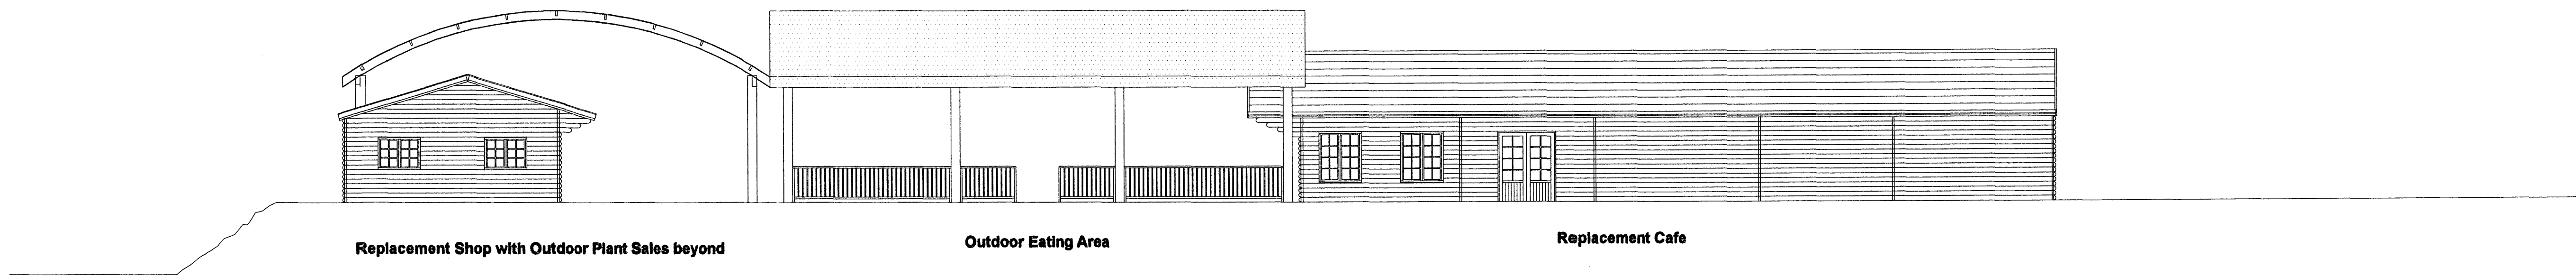 Replacement Shop with Outdoor Plant Sales beyond
Outdoor Eating Area
Replacement Cafe